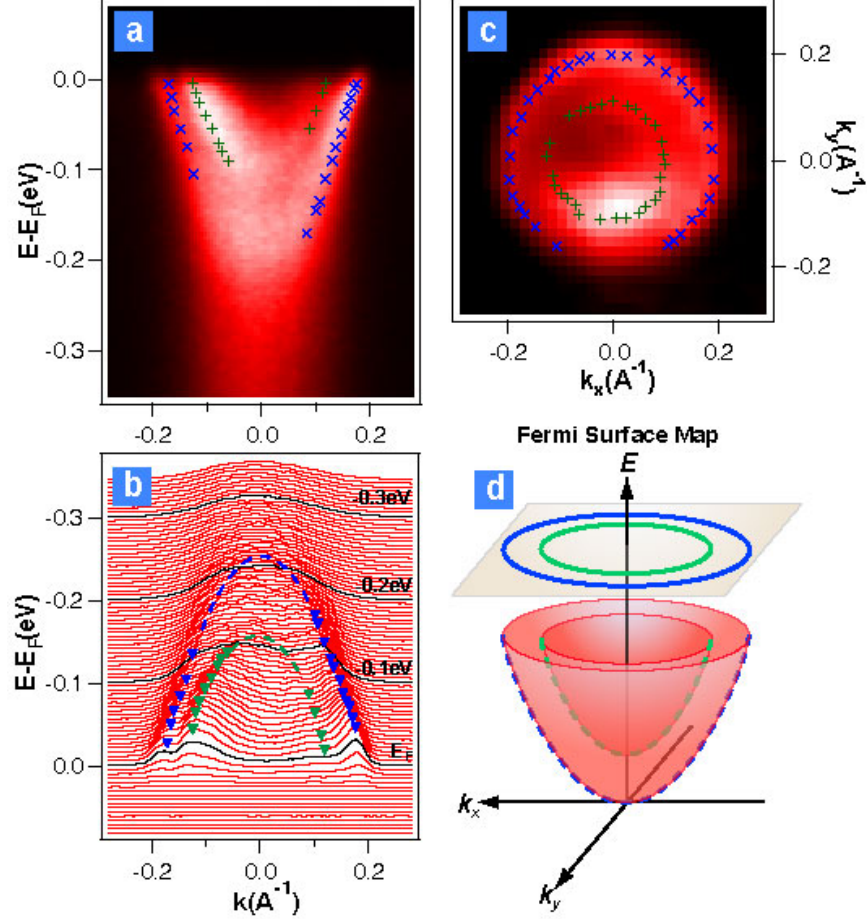 a
0.0
-0.1
-0.2
-0.3
E-E_F(eV)
-0.2 0.0 0.2
c
0.2
0.0
-0.2
k_y(A^-1)
-0.2 0.0 0.2
k_x(A^-1)
b
-0.3
-0.2
-0.1
0.0
E-E_F(eV)
-0.3eV
0.2eV
-0.1eV
E_F
-0.2 0.0 0.2
k(A^-1)
Fermi Surface Map
d
E
k_x
k_y